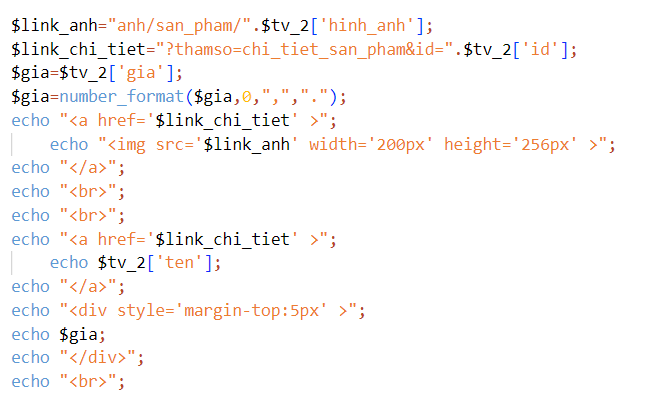 $link_anh="anh/san_pham/".$tv_2['hinh_anh'];
$link_chi_tiet="?thamso=chi_tiet_san_pham&id=".$tv_2['id'];
$gia=$tv_2['gia'];
$gia=number_format($gia,0,",",".");
echo "<a href='$link_chi_tiet' >";
    echo "<img src='$link_anh' width='200px' height='256px' >";
echo "</a>";
echo "<br>";
echo "<br>";
echo "<a href='$link_chi_tiet' >";
    echo $tv_2['ten'];
echo "</a>";
echo "<div style='margin-top:5px' >";
echo $gia;
echo "</div>";
echo "<br>";